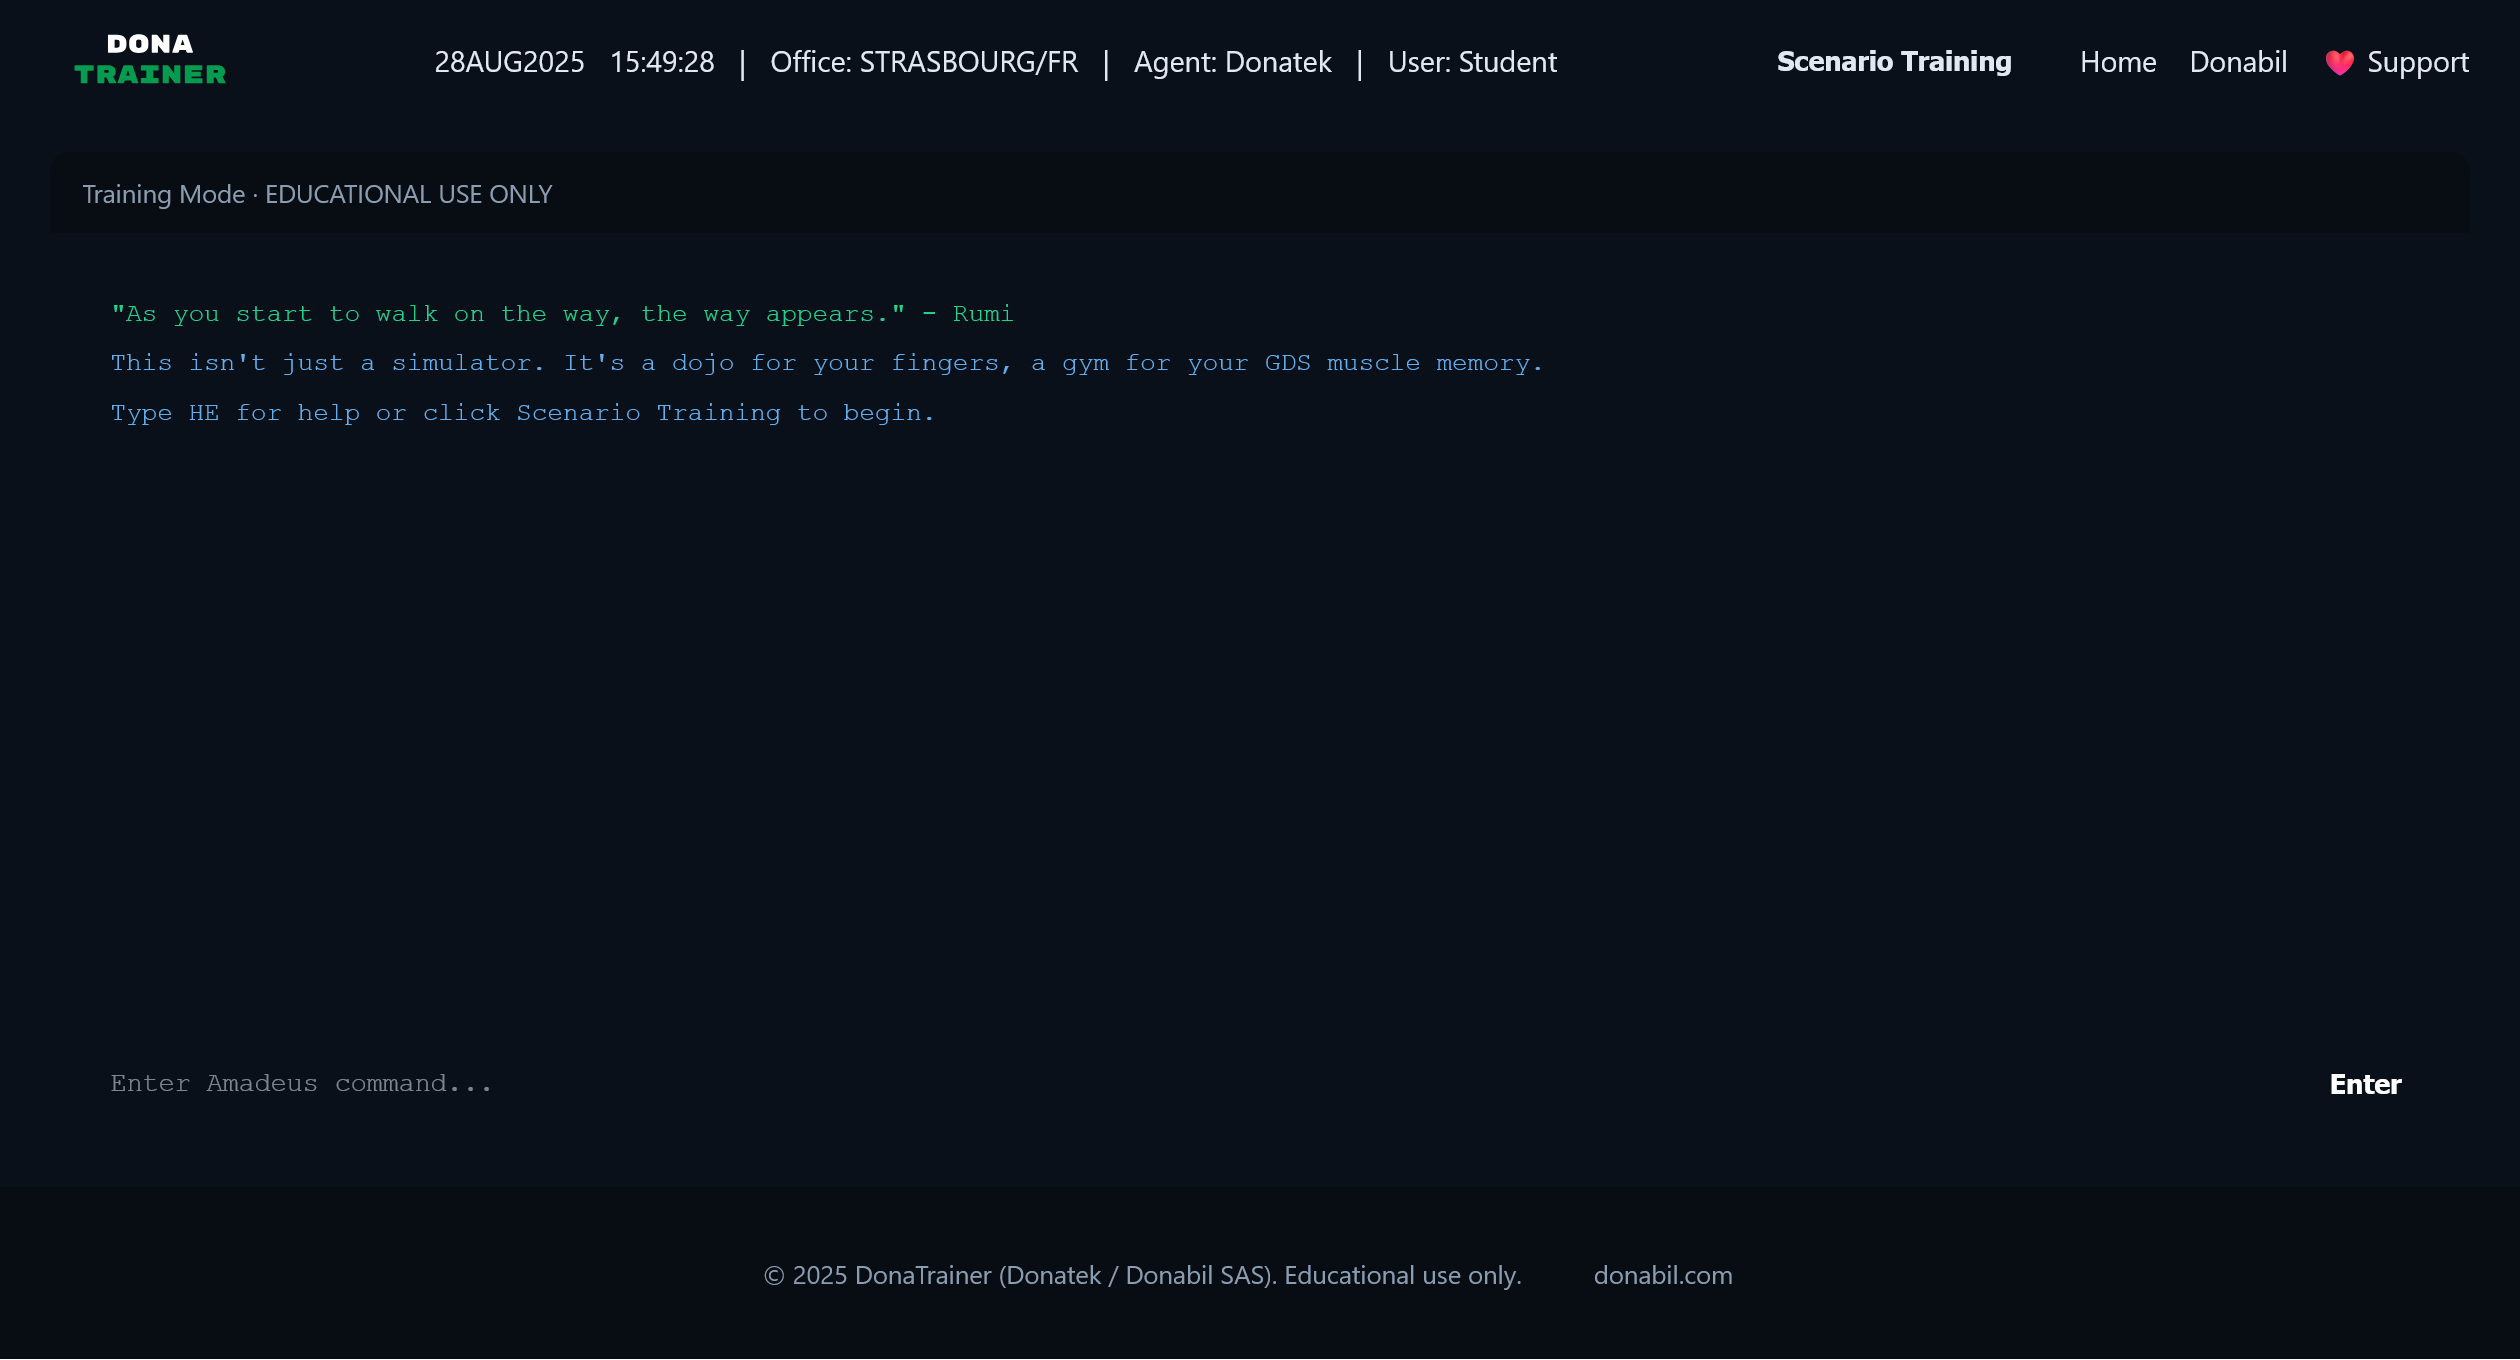 DONA
TRAINER
28AUG2025 15:49:28 | Office: STRASBOURG/FR | Agent: Donatek | User: Student
Scenario Training Home Donabil Support
Training Mode · EDUCATIONAL USE ONLY
"As you start to walk on the way, the way appears." - Rumi
This isn't just a simulator. It's a dojo for your fingers, a gym for your GDS muscle memory.
Type HE for help or click Scenario Training to begin.
Enter Amadeus command...
Enter
© 2025 DonaTrainer (Donatek / Donabil SAS). Educational use only. donabil.com